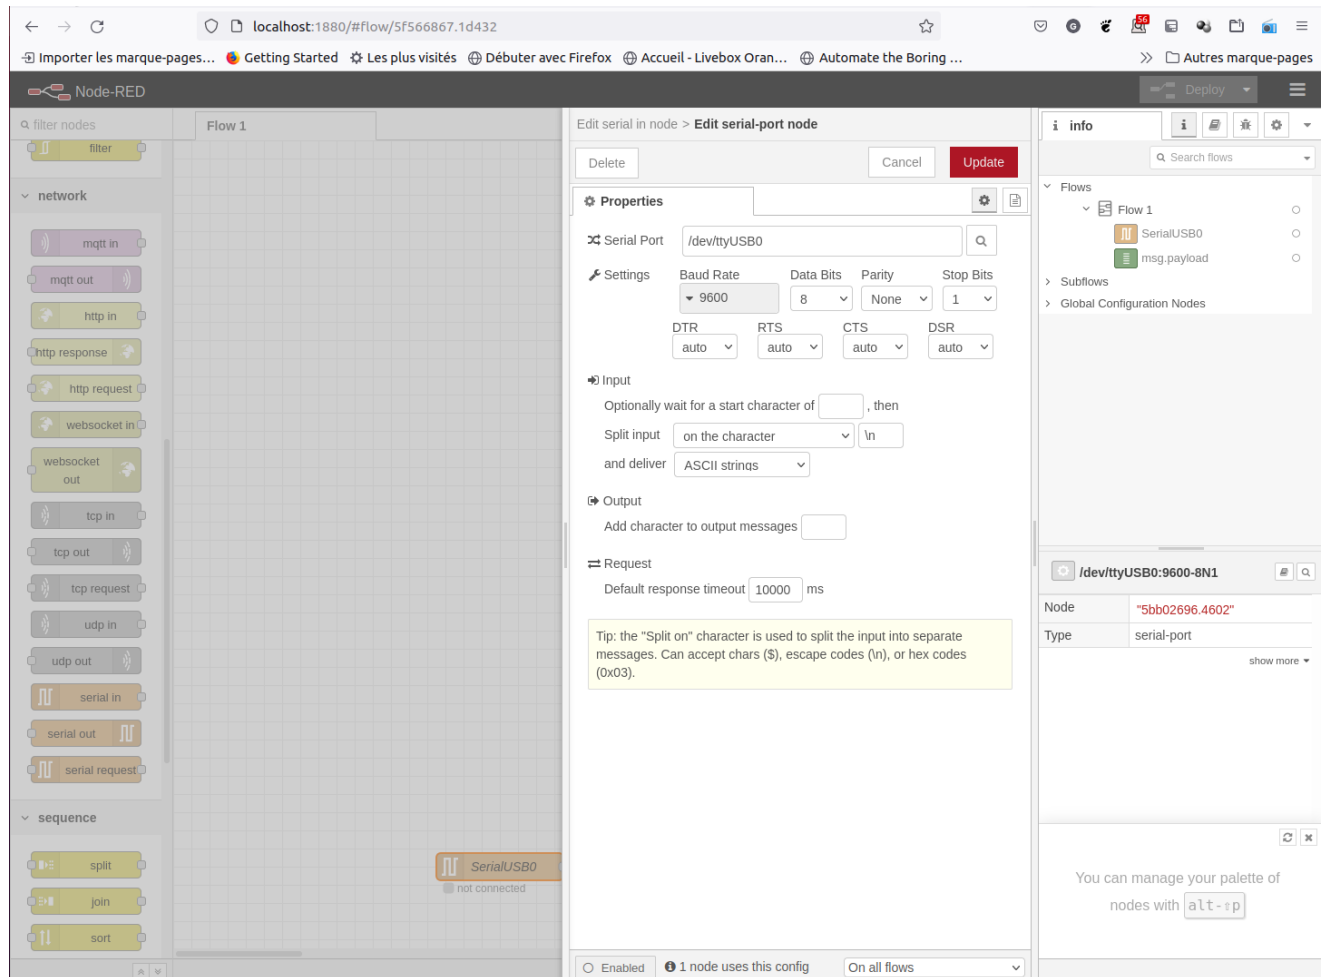 localhost:1880/#flow/5f566867.1d432
56
Importer les marque-pages... Getting Started Les plus visités Débuter avec Firefox Accueil - Livebox Oran... Automate the Boring ... Autres marque-pages
Node-RED
Deploy
filter nodes
filter
network
mqtt in
mqtt out
http in
http response
http request
websocket in
websocket
out
tcp in
tcp out
tcp request
udp in
udp out
serial in
serial out
serial request
sequence
split
join
sort
Flow 1
SerialUSB0
not connected
Edit serial in node > Edit serial-port node
Delete
Cancel
Update
Properties
Serial Port /dev/ttyUSB0
Settings Baud Rate Data Bits Parity Stop Bits
9600 8 None 1
DTR RTS CTS DSR
auto auto auto auto
Input
Optionally wait for a start character of , then
Split input on the character \n
and deliver ASCII strings
Output
Add character to output messages
Request
Default response timeout 10000 ms
Tip: the "Split on" character is used to split the input into separate
messages. Can accept chars ($), escape codes (\n), or hex codes
(0x03).
Enabled 1 node uses this config On all flows
i info i
Search flows
Flows
Flow 1
SerialUSB0
msg.payload
Subflows
Global Configuration Nodes
/dev/ttyUSB0:9600-8N1
Node "5bb02696.4602"
Type serial-port
show more
You can manage your palette of
nodes with alt-⇧p